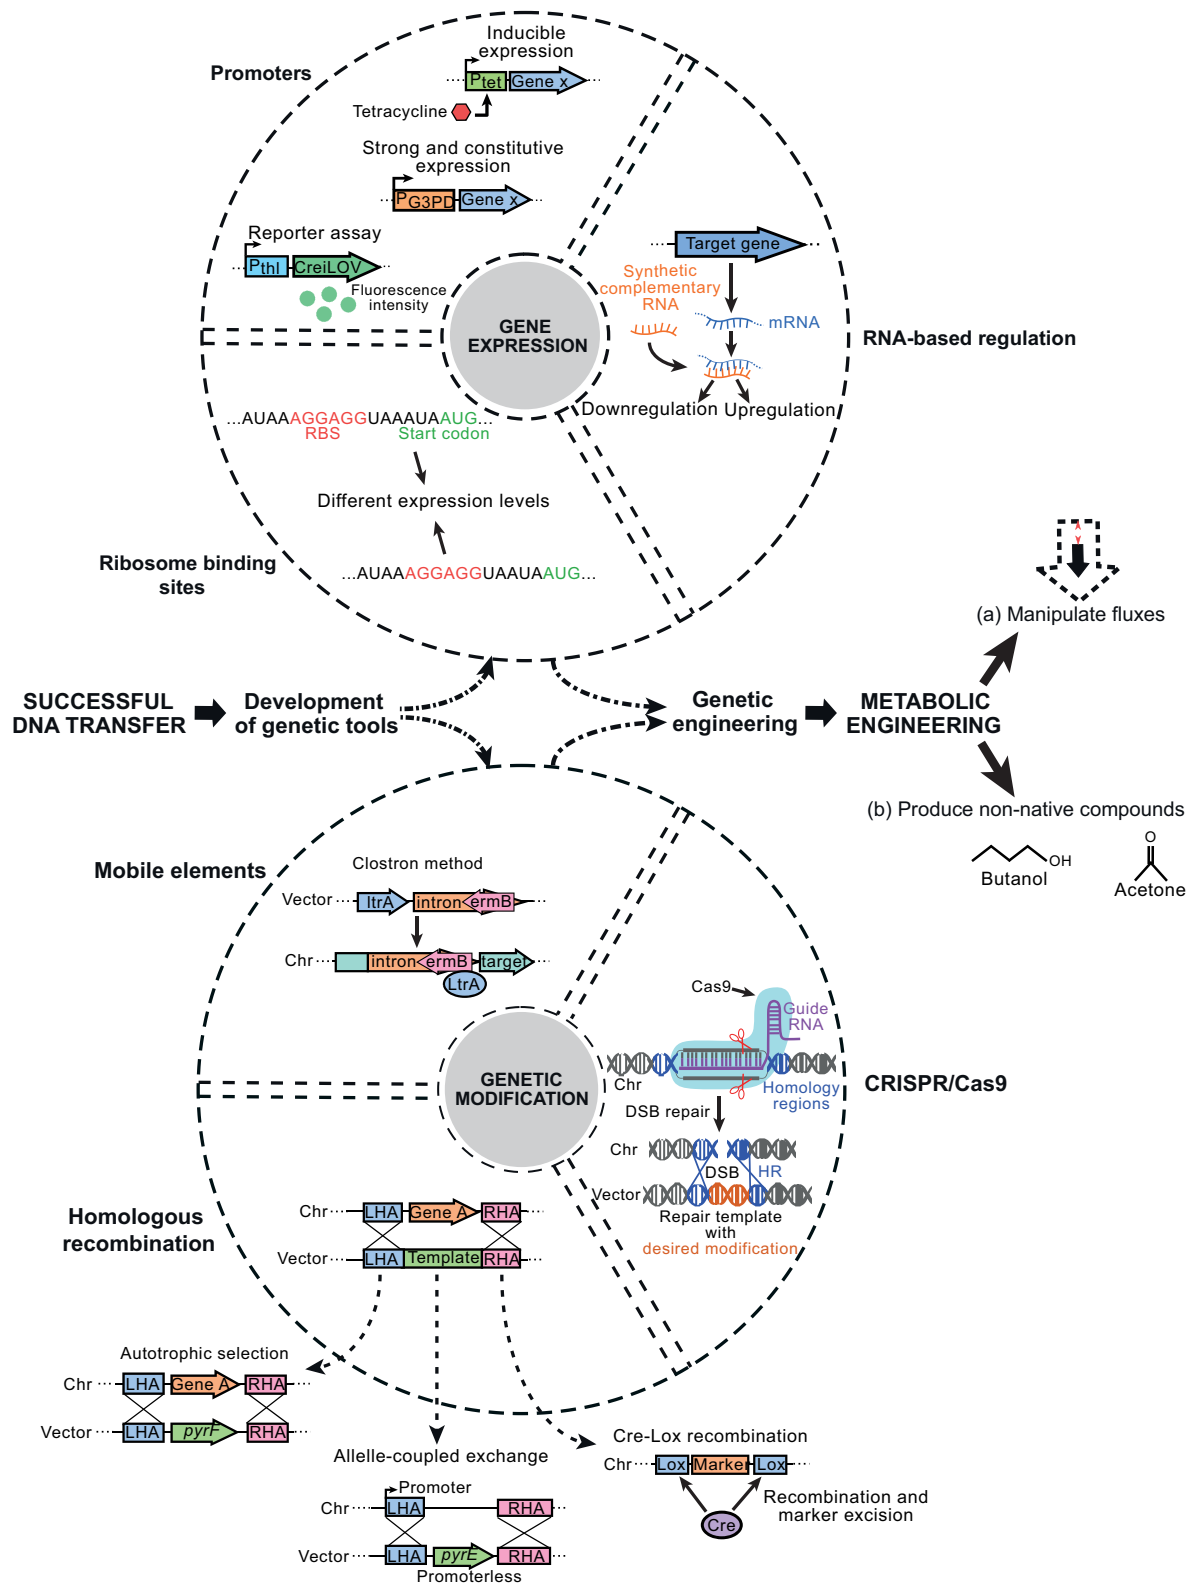 Promoters
Inducible
expression
Ptet
Gene x
Tetracycline
Strong and constitutive
expression
PG3PD
Gene x
Reporter assay
Pthl
CreiLOV
Fluorescence
intensity
GENE
EXPRESSION
Target gene
Synthetic
complementary
RNA
mRNA
Downregulation
Upregulation
RNA-based regulation
...AUAAAGGAGGUAAAUAAUG...
RBS
Start codon
Different expression levels
...AUAAAGGAGGUAAUAAUG...
Ribosome binding
sites
SUCCESSFUL
DNA TRANSFER
Development
of genetic tools
Genetic
engineering
METABOLIC
ENGINEERING
(a) Manipulate fluxes
(b) Produce non-native compounds
OH
Butanol
O
Acetone
Mobile elements
Clostron method
Vector
ltrA
intron
ermB
Chr
intron
ermB
target
LtrA
GENETIC
MODIFICATION
Cas9
Guide
RNA
Chr
Homology
regions
DSB repair
Chr
DSB
HR
Vector
Repair template
with
desired modification
CRISPR/Cas9
Homologous
recombination
Chr
LHA
Gene A
RHA
Vector
LHA
Template
RHA
Autotrophic selection
Chr
LHA
Gene A
RHA
Vector
LHA
pyrF
RHA
Allelle-coupled exchange
Promoter
Chr
LHA
RHA
Vector
LHA
pyrE
RHA
Promoterless
Cre-Lox recombination
Chr
Lox
Marker
Lox
Cre
Recombination and
marker excision